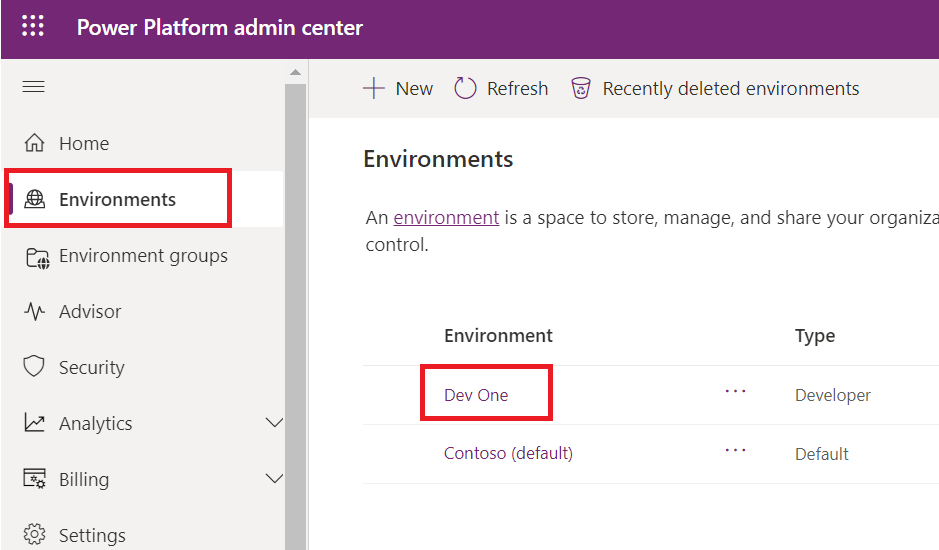 Power Platform admin center
New Refresh Recently deleted environments
Home
Environments
Environment groups
Advisor
Security
Analytics
Billing
Settings
Environments
An environment is a space to store, manage, and share your organiza
control.
Environment Type
Dev One ... Developer
Contoso (default) ... Default